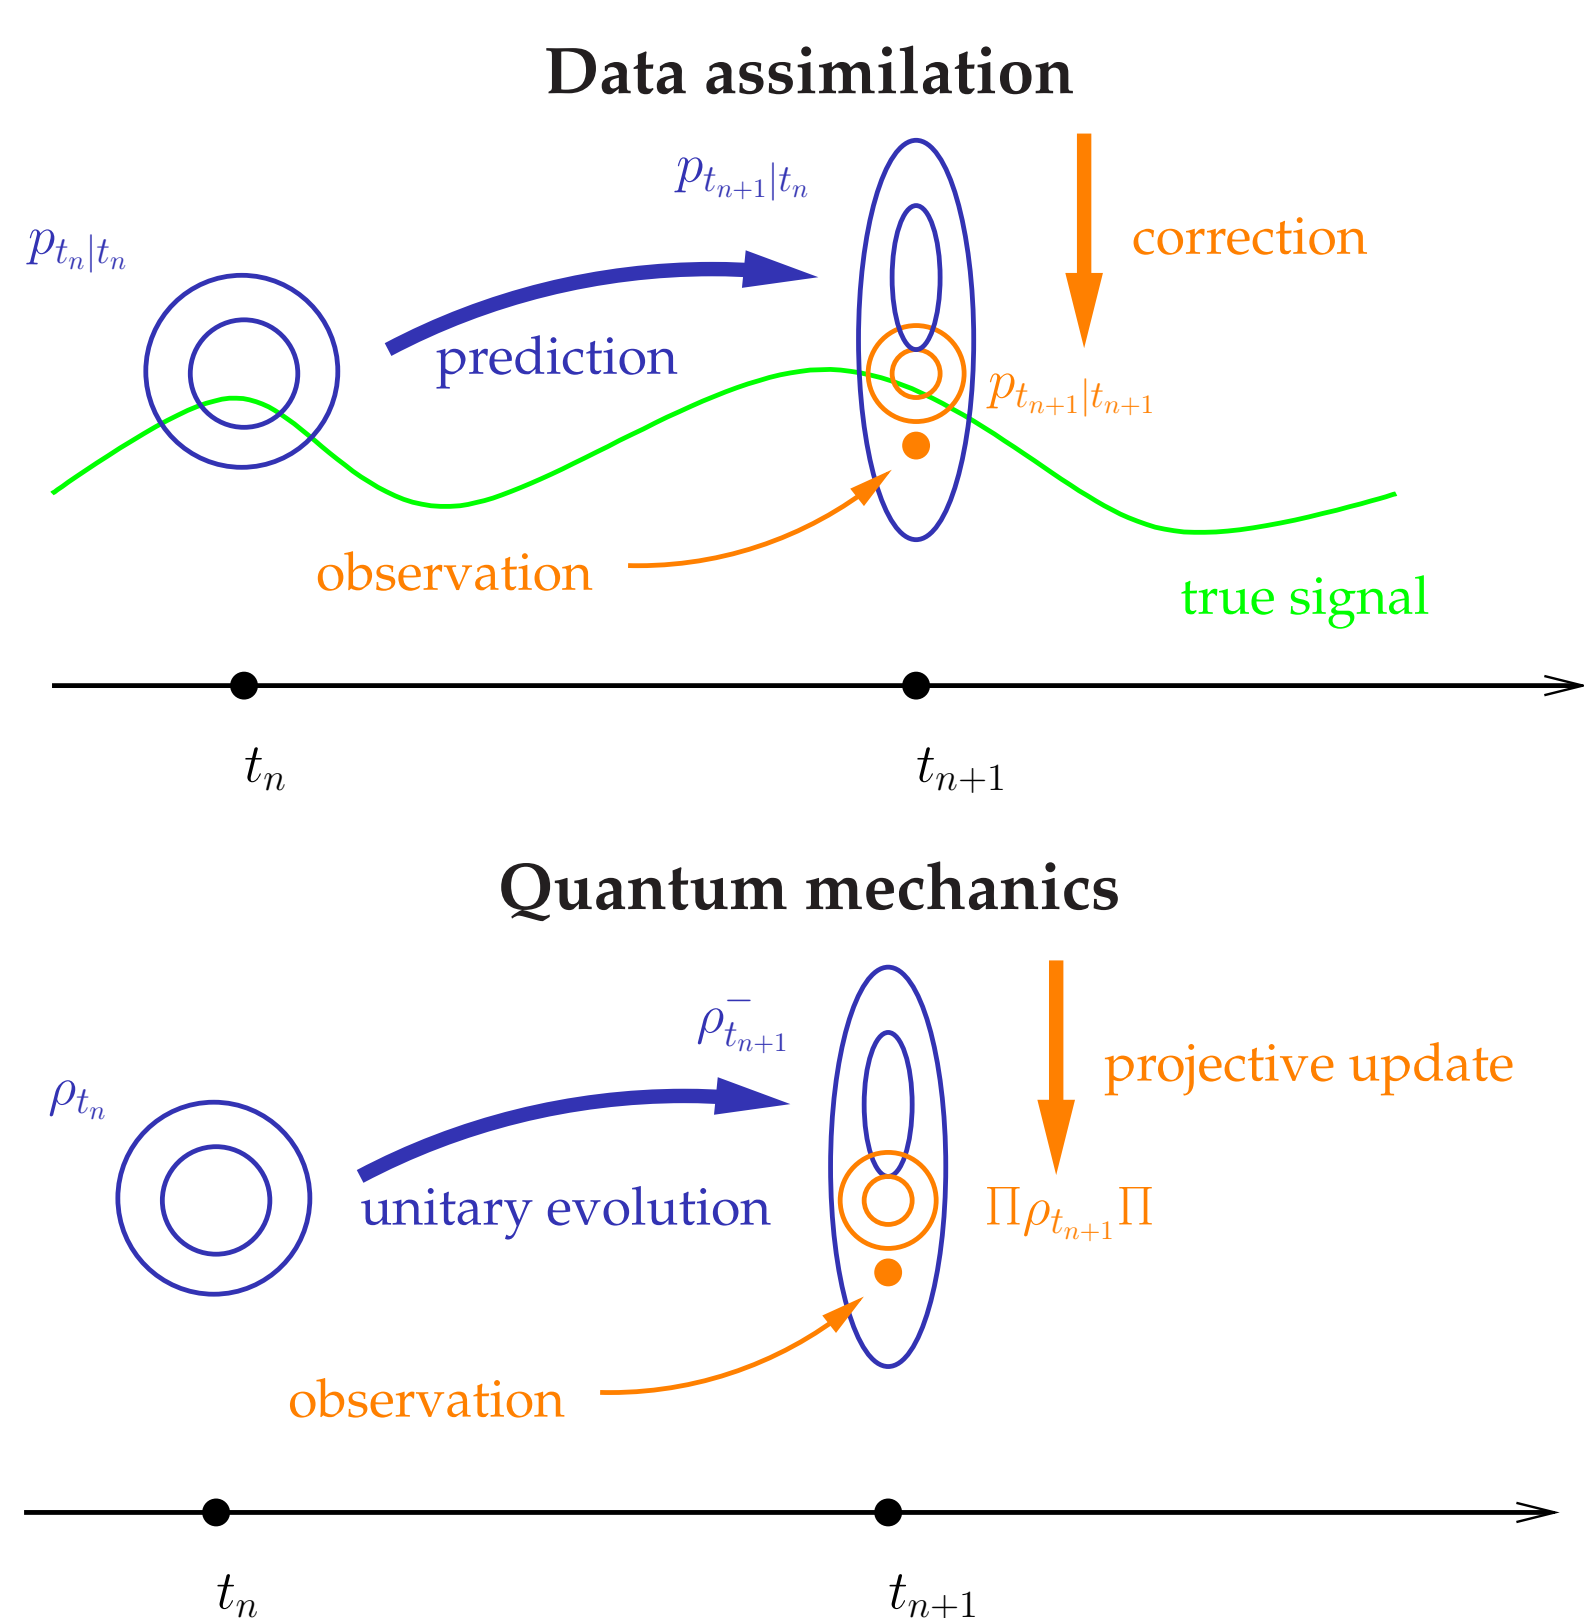 Data assimilation
p_{t_{n+1}|t_n}
correction
p_{t_n|t_n}
prediction
p_{t_{n+1}|t_{n+1}}
observation
true signal
t_n
t_{n+1}
Quantum mechanics
ρ^-_{t_{n+1}}
projective update
ρ_{t_n}
unitary evolution
Πρ_{t_{n+1}}Π
observation
t_n
t_{n+1}